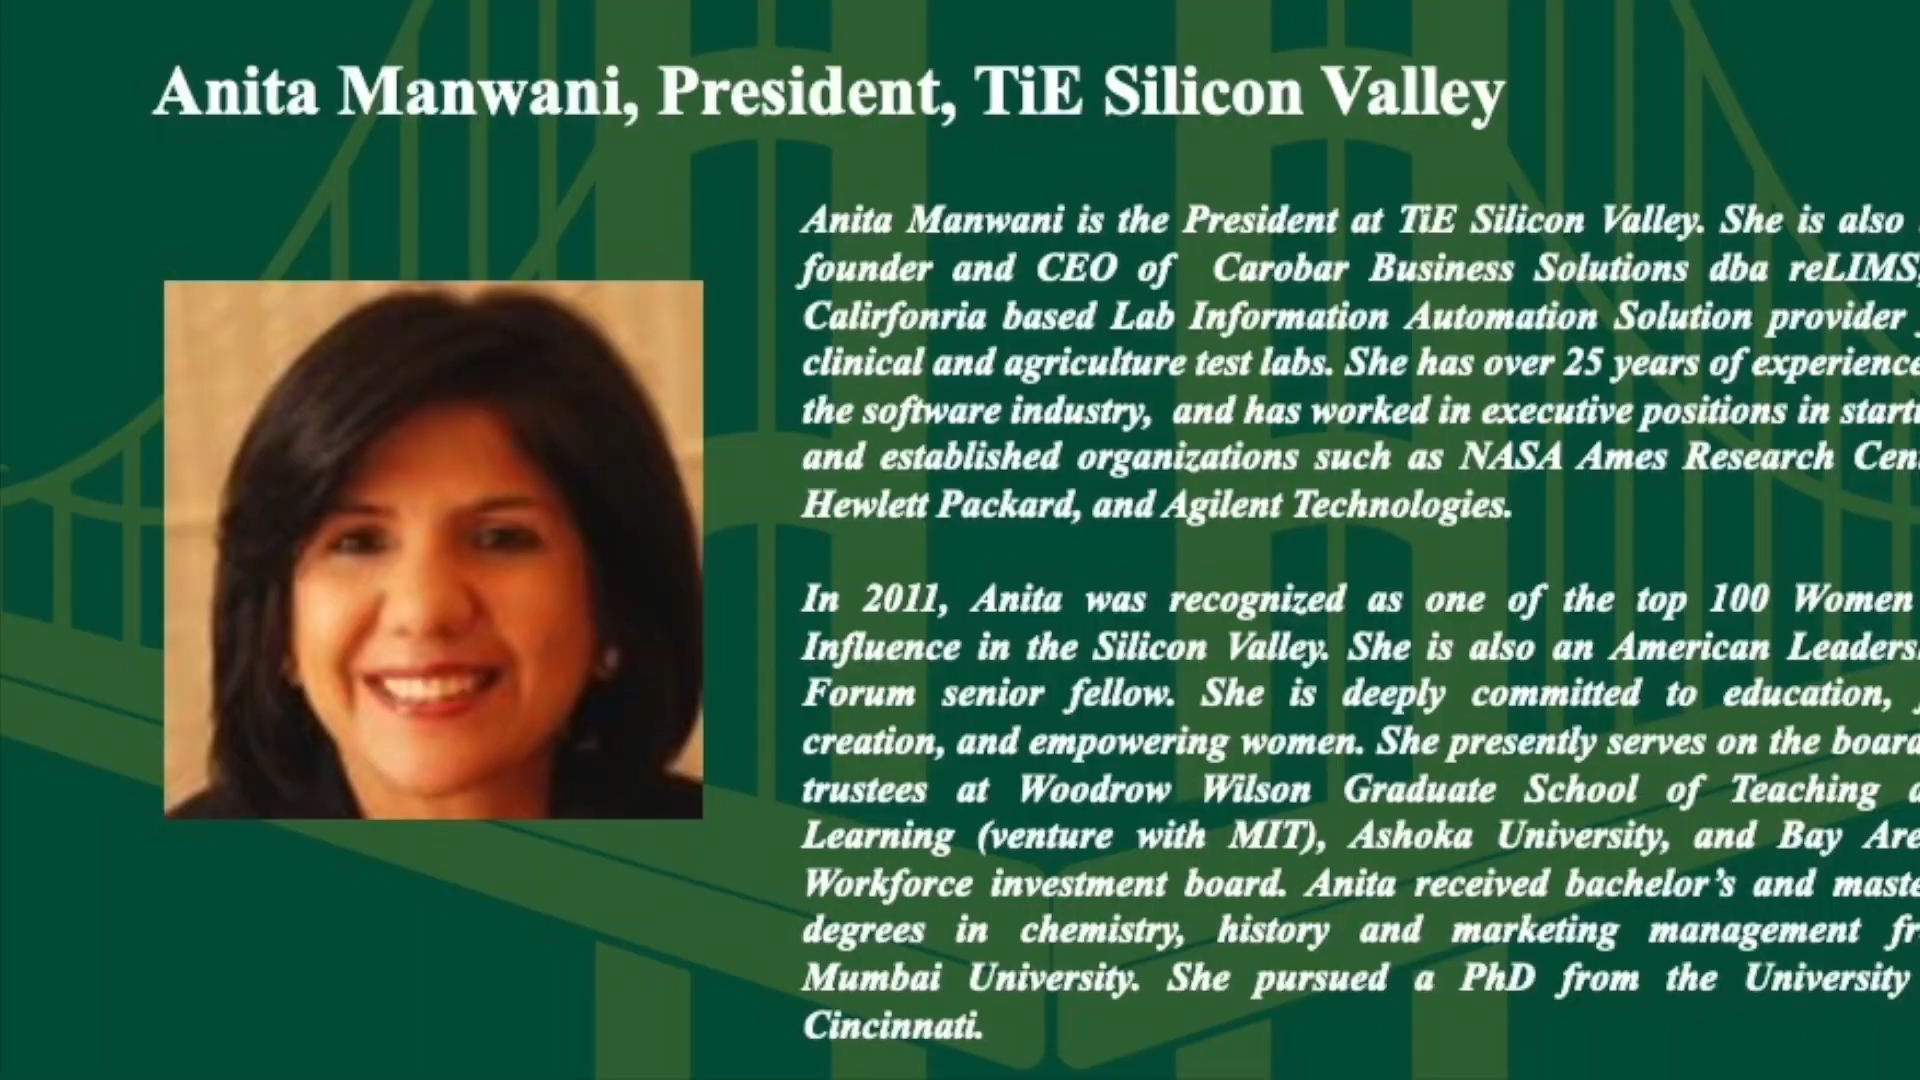 Anita Manwani, President, TiE Silicon Valley
Anita Manwani is the President at TiE Silicon Valley. She is also
founder and CEO of Carobar Business Solutions dba reLIMS,
Calirfonria based Lab Information Automation Solution provider
clinical and agriculture test labs. She has over 25 years of experience
the software industry, and has worked in executive positions in
and established organizations such as NASA Ames Research
Hewlett Packard, and Agilent Technologies.
In 2011, Anita was recognized as one of the top 100 Women
Influence in the Silicon Valley. She is also an American
Forum senior fellow. She is deeply committed to education,
creation, and empowering women. She presently serves on the board
trustees at Woodrow Wilson Graduate School of Teaching
Learning (venture with MIT), Ashoka University, and Bay
Workforce investment board. Anita received bachelor’s and
degrees in chemistry, history and marketing management
Mumbai University. She pursued a PhD from the University
Cincinnati.